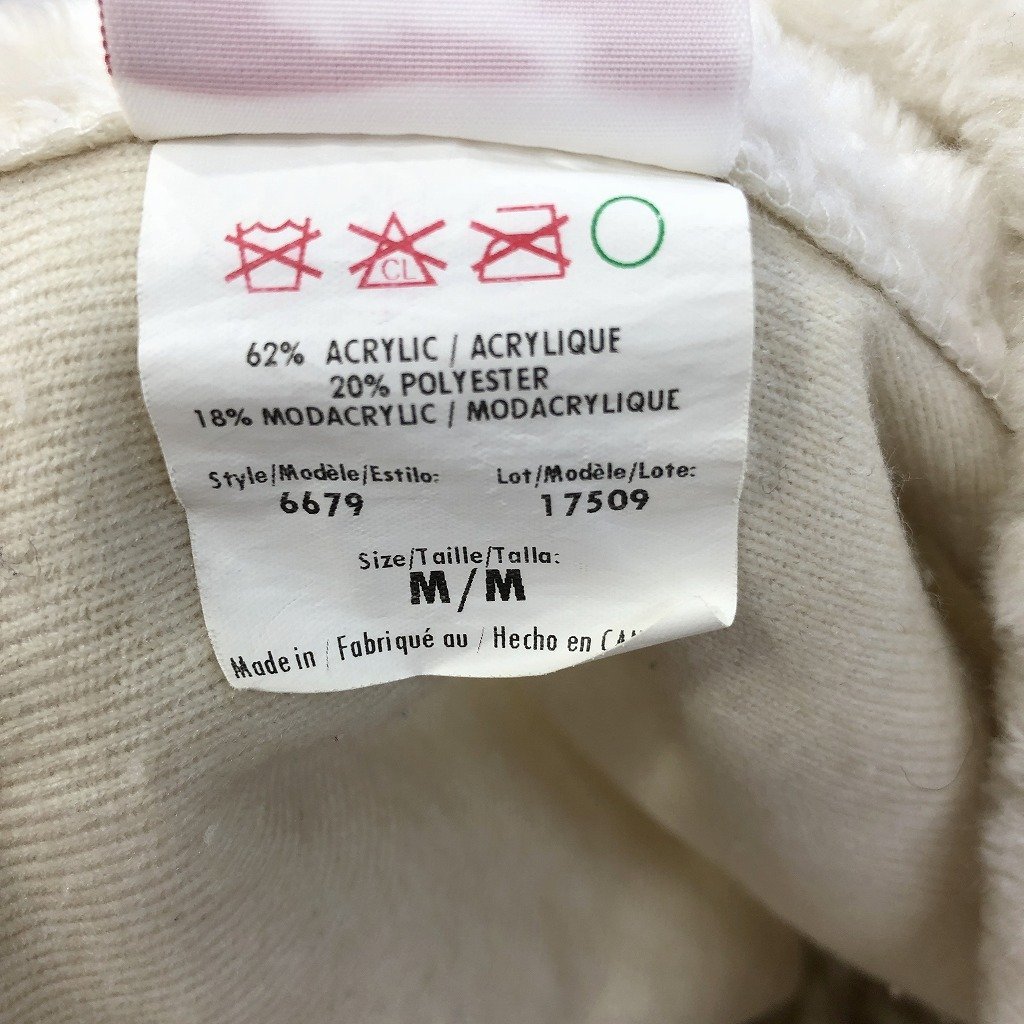 CL
62% ACRYLIC / ACRYLIQUE
20% POLYESTER
18% MODACRYLIC / MODACRYLIQUE
Style/Modèle/Estilo: Lot/Modèle/Lote:
6679 17509
Size/Taille/Talla:
M/M
Made in / Fabriqué au / Hecho en